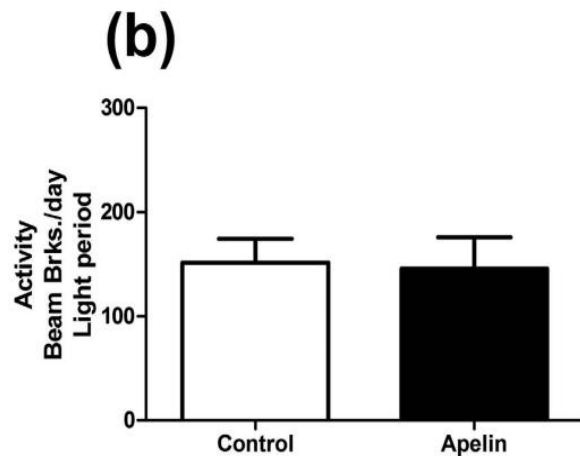 (b)
Activity
Beam Brks./day
Light period
300
200
100
0
Control Apelin